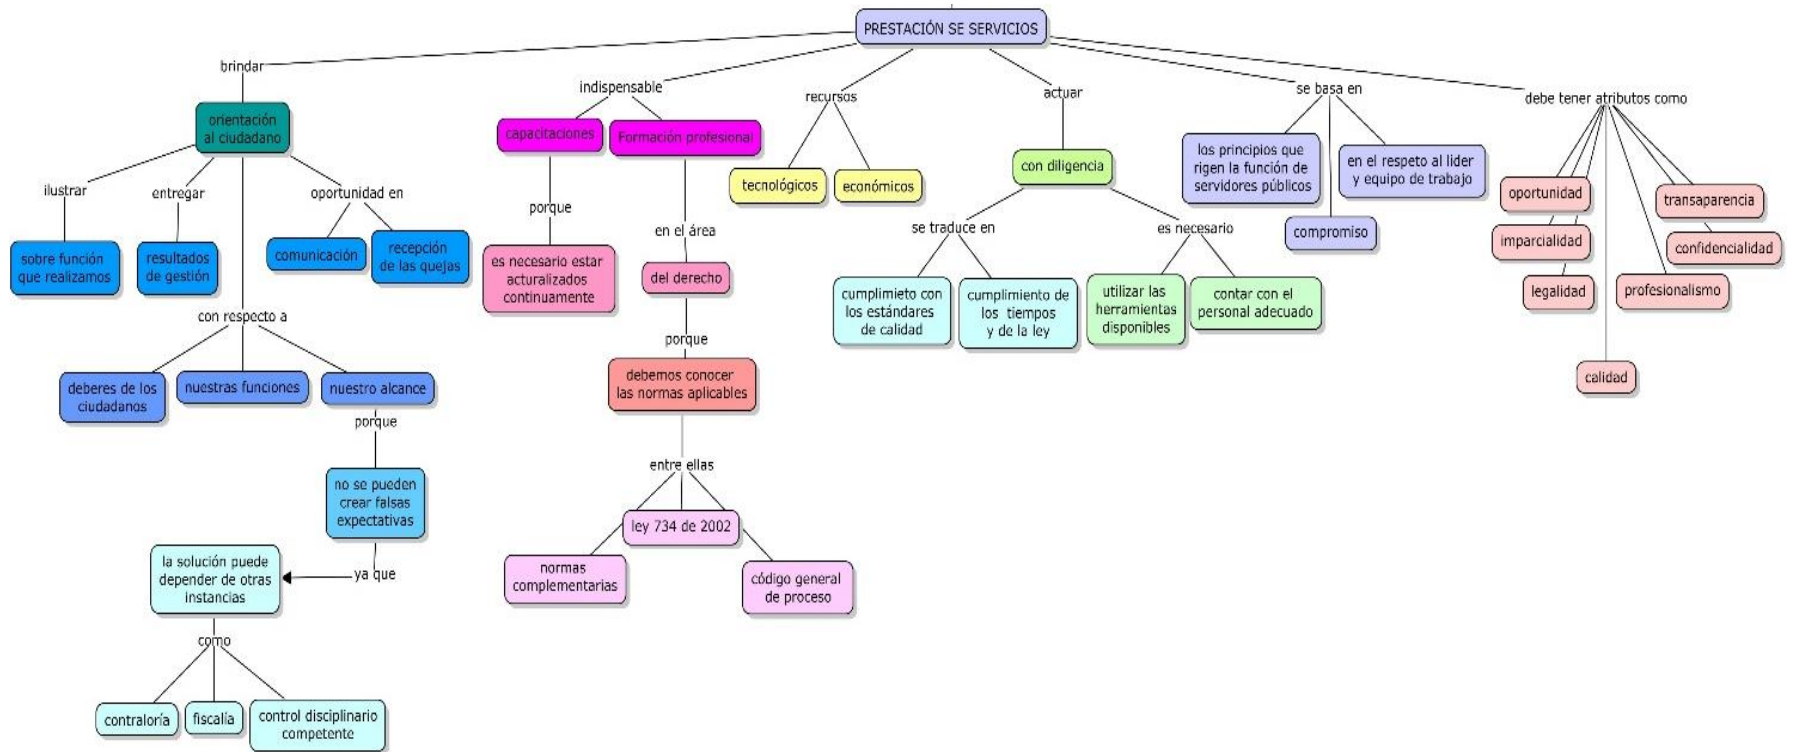 PRESTACIÓN SE SERVICIOS
brindar
indispensable
recursos
actuar
se basa en
debe tener atributos como
orientación
al ciudadano
capacitaciones
Formación profesional
tecnológicos
económicos
con diligencia
los principios que
rigen la función de
servidores públicos
en el respeto al lider
y equipo de trabajo
compromiso
oportunidad
imparcialidad
legalidad
transaparencia
confidencialidad
profesionalismo
calidad
ilustrar
entregar
oportunidad en
sobre función
que realizamos
resultados
de gestión
comunicación
recepción
de las quejas
porque
es necesario estar
acturalizados
continuamente
en el área
del derecho
porque
debemos conocer
las normas aplicables
entre ellas
normas
complementarias
ley 734 de 2002
código general
de proceso
se traduce en
es necesario
cumplimieto con
los estándares
de calidad
cumplimiento de
los tiempos
y de la ley
utilizar las
herramientas
disponibles
contar con el
personal adecuado
con respecto a
deberes de los
ciudadanos
nuestras funciones
nuestro alcance
porque
no se pueden
crear falsas
expectativas
ya que
la solución puede
depender de otras
instancias
como
contraloría
fiscalía
control disciplinario
competente